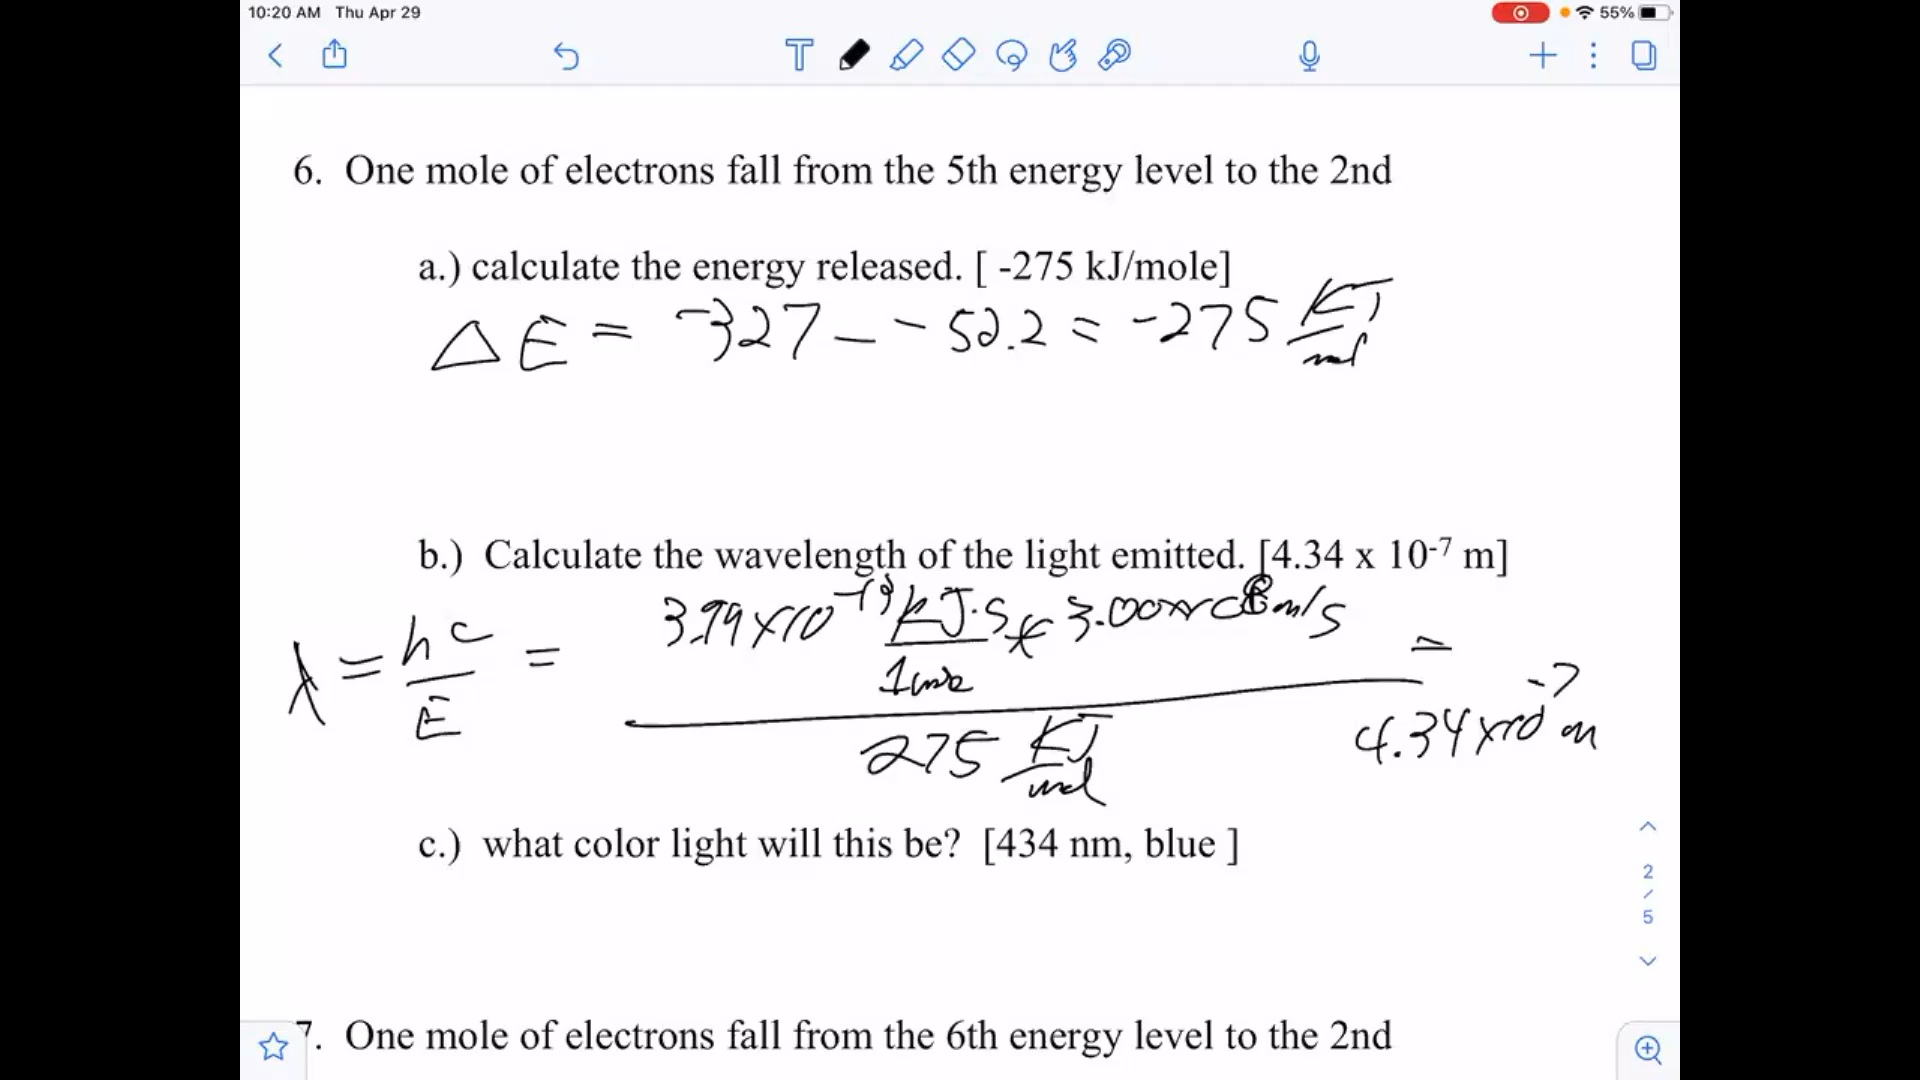 10:20 AM Thu Apr 29
55%
T
6. One mole of electrons fall from the 5th energy level to the 2nd
a.) calculate the energy released. [ -275 kJ/mole]
ΔE = -327 - -52.2 = -275 KJ/mol
b.) Calculate the wavelength of the light emitted. [4.34 x 10⁻⁷ m]
λ = hc/E = 3.99x10⁻¹³ KJ·S/1mole * 3.00x10⁸ m/s / 275 KJ/mol = 4.34x10⁻⁷ m
c.) what color light will this be? [434 nm, blue ]
2 / 5
7. One mole of electrons fall from the 6th energy level to the 2nd